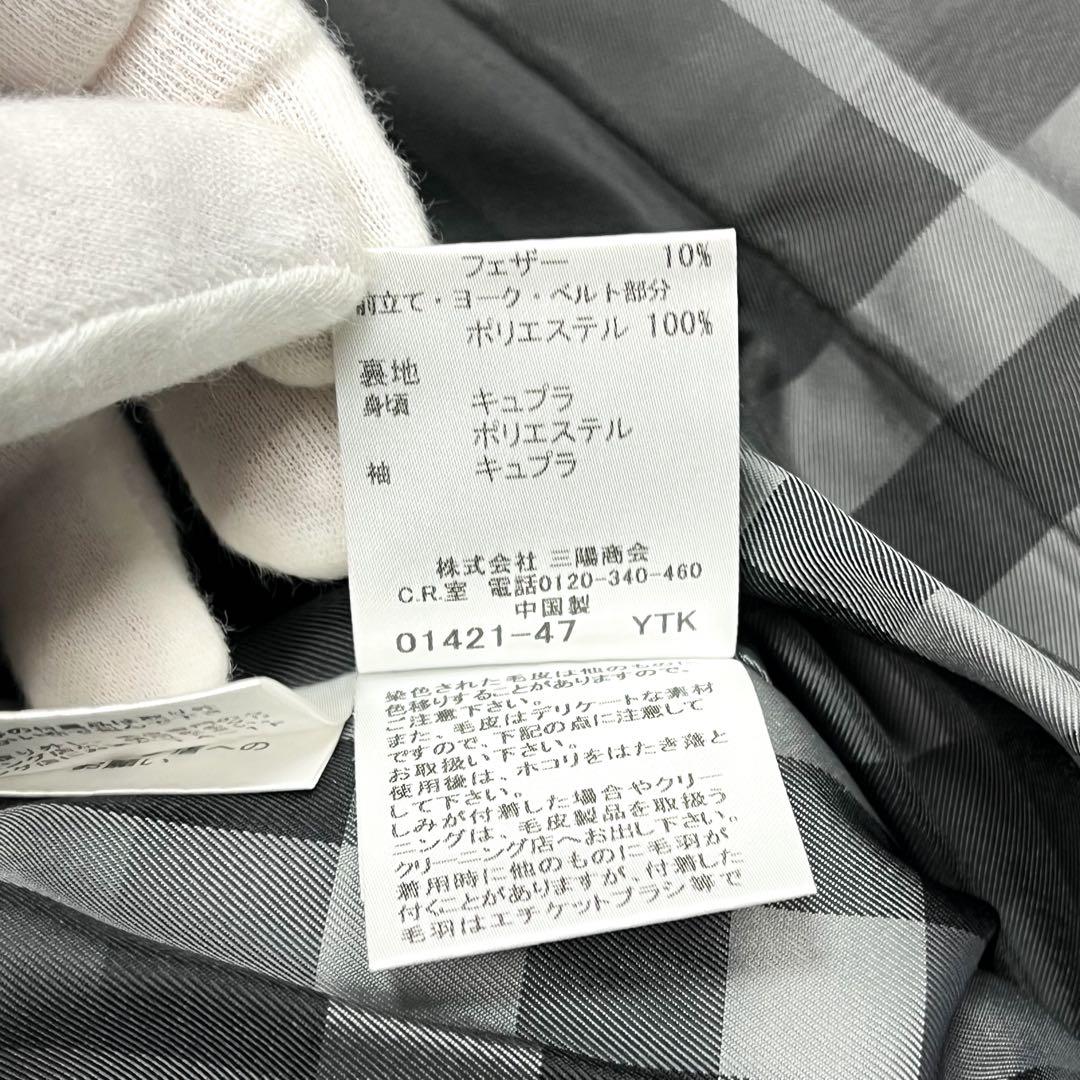 フェザー 10%
前立て・ヨーク・ベルト部分
ポリエステル 100%
裏地
身頃 キュプラ
ポリエステル
袖 キュプラ
株式会社 三陽商会
C.R.室 電話0120-340-460
中国製
01421-47 YTK
染色された毛皮は他のものに
色移りすることがありますので、
ご注意下さい。
また、毛皮はデリケートな素材
ですので、下記の点に注意して
お取扱い下さい。
使用後は、ホコリをはたき落と
して下さい。
しみが付着した場合やクリー
ニングは、毛皮製品を取扱う
クリーニング店へお出し下さい。
着用時に他のものに毛羽が
付くことがありますが、付着した
毛羽はエチケットブラシ等で
お願い